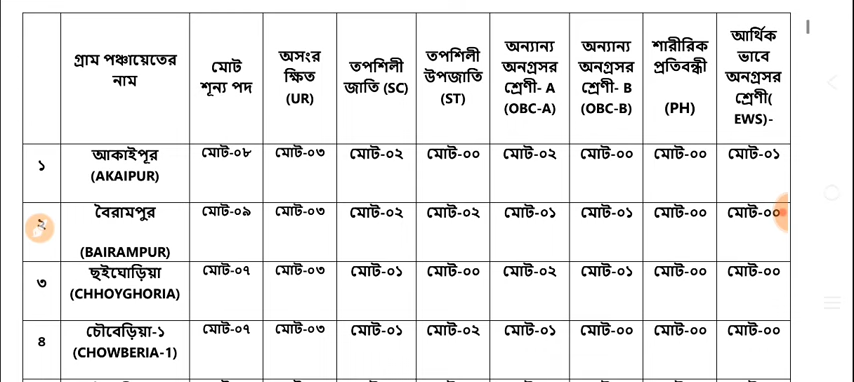 গ্রাম পঞ্চায়েতের নাম
মোট শূন্য পদ
অসংরক্ষিত (UR)
তপশিলী জাতি (SC)
তপশিলী উপজাতি (ST)
অন্যান্য অনগ্রসর শ্রেণী- A (OBC-A)
অন্যান্য অনগ্রসর শ্রেণী- B (OBC-B)
শারীরিক প্রতিবন্ধী (PH)
আর্থিক ভাবে অনগ্রসর শ্রেণী( EWS)-
১ আকাইপূর (AKAIPUR) মোট-০৮ মোট-০৩ মোট-০২ মোট-০০ মোট-০২ মোট-০০ মোট-০০ মোট-০১
২ বৈরামপুর (BAIRAMPUR) মোট-০৯ মোট-০৩ মোট-০২ মোট-০২ মোট-০১ মোট-০১ মোট-০০ মোট-০০
৩ ছইঘোড়িয়া (CHHOYGHORIA) মোট-০৭ মোট-০৩ মোট-০১ মোট-০০ মোট-০২ মোট-০১ মোট-০০ মোট-০০
৪ চৌবেড়িয়া-১ (CHOWBERIA-1) মোট-০৭ মোট-০৩ মোট-০১ মোট-০২ মোট-০১ মোট-০০ মোট-০০ মোট-০০